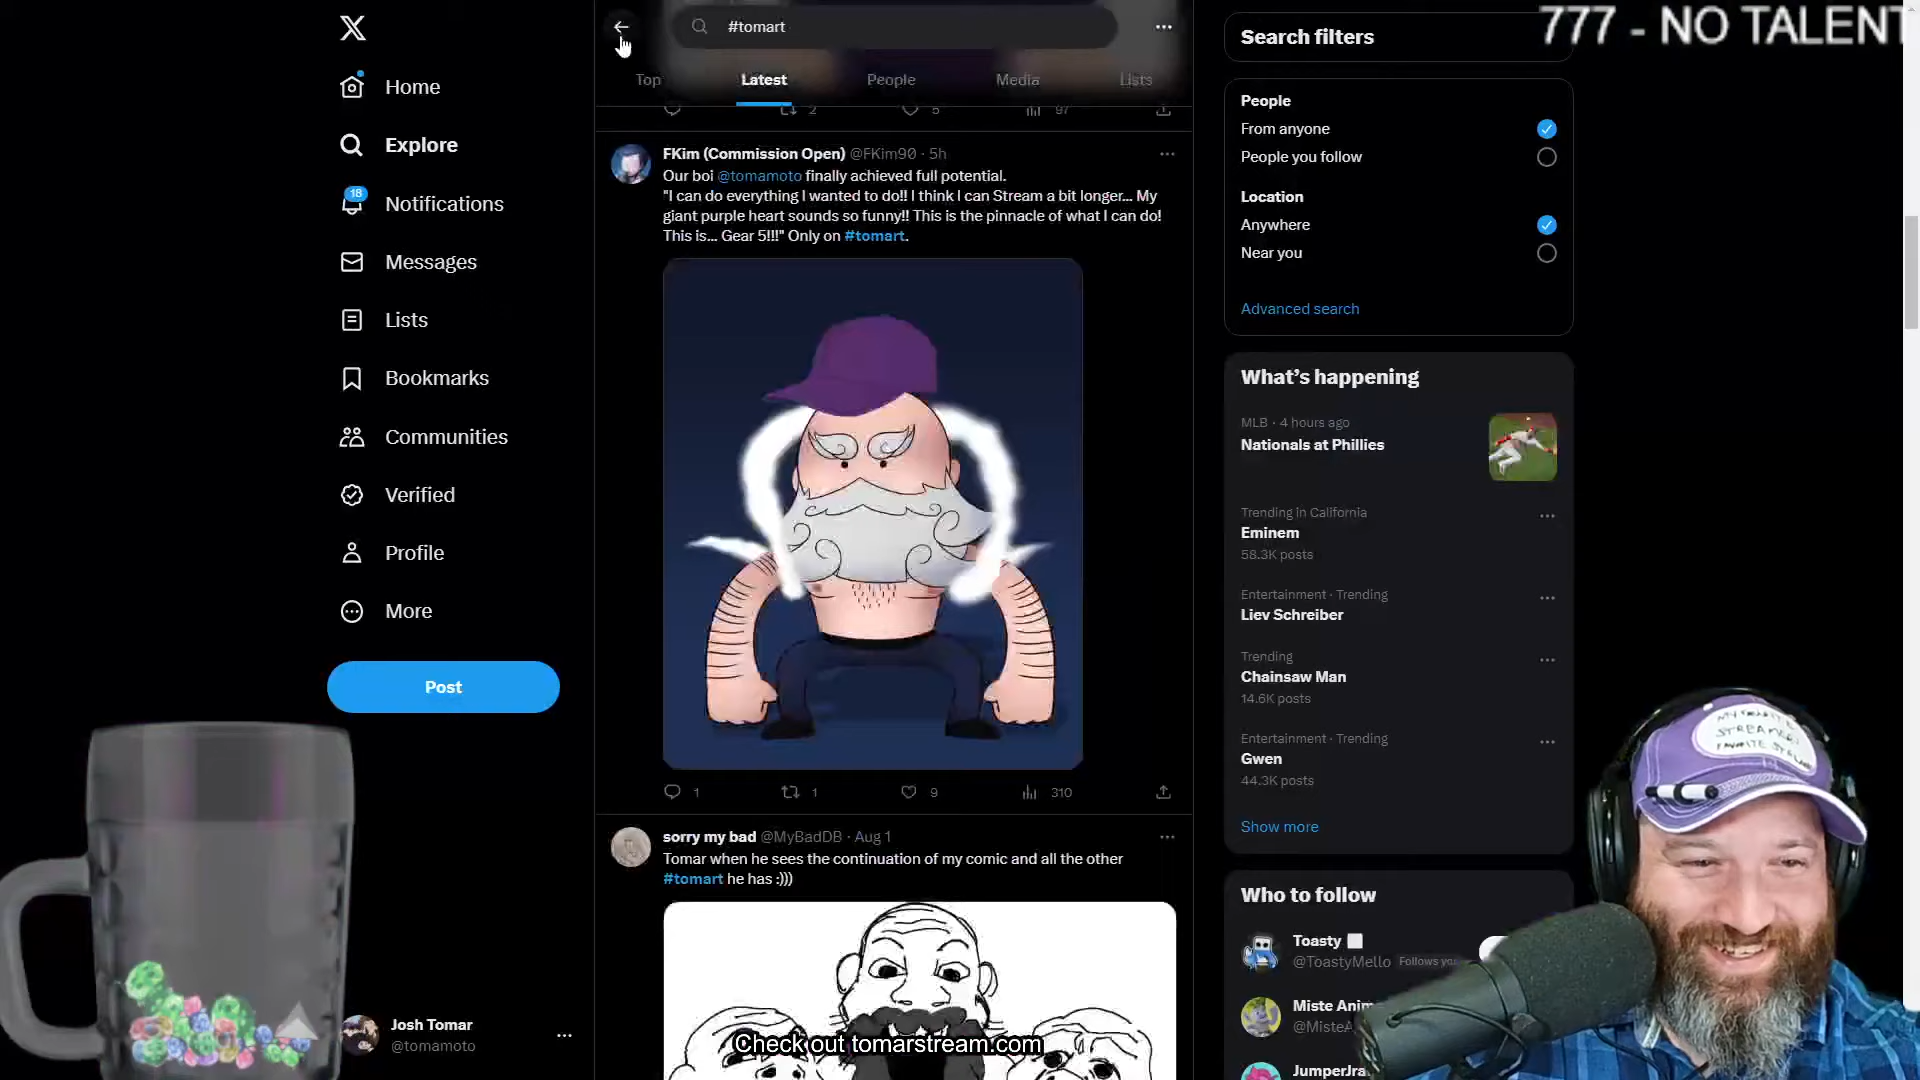 777 - NO TALENT
Home
Explore
18
Notifications
Messages
Lists
Bookmarks
Communities
Verified
Profile
More
Post
Josh Tomar
@tomamoto
#tomart
Top
Latest
People
Media
Lists
2
5
97
FKim (Commission Open) @FKim90 · 5h
Our boi @tomamoto finally achieved full potential.
"I can do everything I wanted to do!! I think I can Stream a bit longer... My
giant purple heart sounds so funny!! This is the pinnacle of what I can do!
This is... Gear 5!!!" Only on #tomart.
1
1
9
310
sorry my bad @MyBadDB · Aug 1
Tomar when he sees the continuation of my comic and all the other
#tomart he has :)))
Check out tomarstream.com
Search filters
People
From anyone
People you follow
Location
Anywhere
Near you
Advanced search
What's happening
MLB · 4 hours ago
Nationals at Phillies
Trending in California
Eminem
58.3K posts
Entertainment · Trending
Liev Schreiber
Trending
Chainsaw Man
14.6K posts
Entertainment · Trending
Gwen
44.3K posts
Show more
Who to follow
Toasty
@ToastyMello Follows you
Miste Anim
@MisteA
JumperJra
STREAMERS
FAVORITE